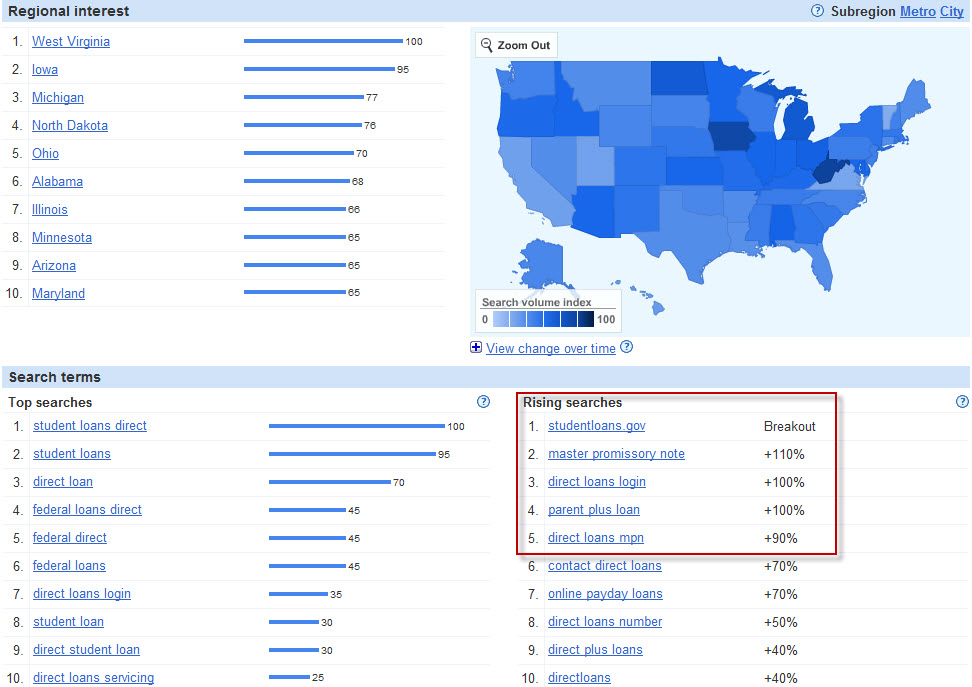 Regional interest
Subregion Metro City
1. West Virginia 100
2. Iowa 95
3. Michigan 77
4. North Dakota 76
5. Ohio 70
6. Alabama 68
7. Illinois 66
8. Minnesota 65
9. Arizona 65
10. Maryland 65
Zoom Out
Search volume index
0 100
View change over time
Search terms
Top searches
1. student loans direct 100
2. student loans 95
3. direct loan 70
4. federal loans direct 45
5. federal direct 45
6. federal loans 45
7. direct loans login 35
8. student loan 30
9. direct student loan 30
10. direct loans servicing 25
Rising searches
1. studentloans.gov Breakout
2. master promissory note +110%
3. direct loans login +100%
4. parent plus loan +100%
5. direct loans mpn +90%
6. contact direct loans +70%
7. online payday loans +70%
8. direct loans number +50%
9. direct plus loans +40%
10. directloans +40%